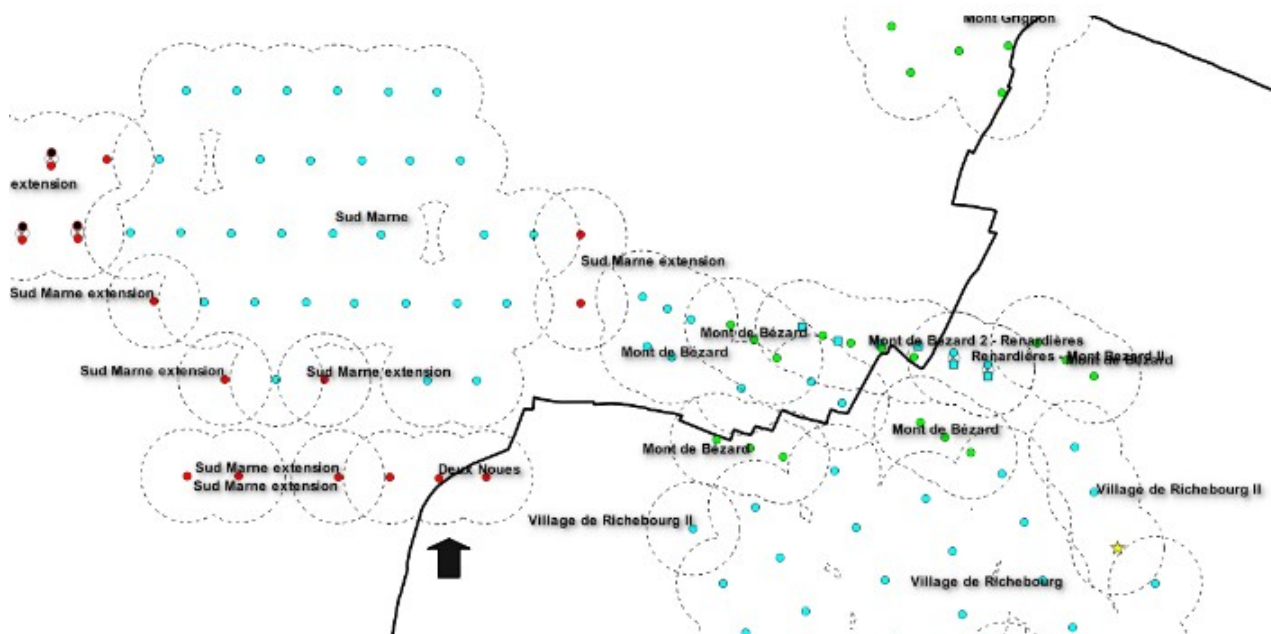 Mont Grignon
extension
Sud Marne
Sud Marne extension
Sud Marne extension
Mont de Bézard
Mont de Bézard 2 - Renardières
Mont de Bézard
Renardières - Mont Bezard II
Mont de Bézard
Sud Marne extension
Sud Marne extension
Mont de Bézard
Mont de Bézard
Sud Marne extension
Deux Noues
Sud Marne extension
Village de Richebourg II
Village de Richebourg II
Village de Richebourg